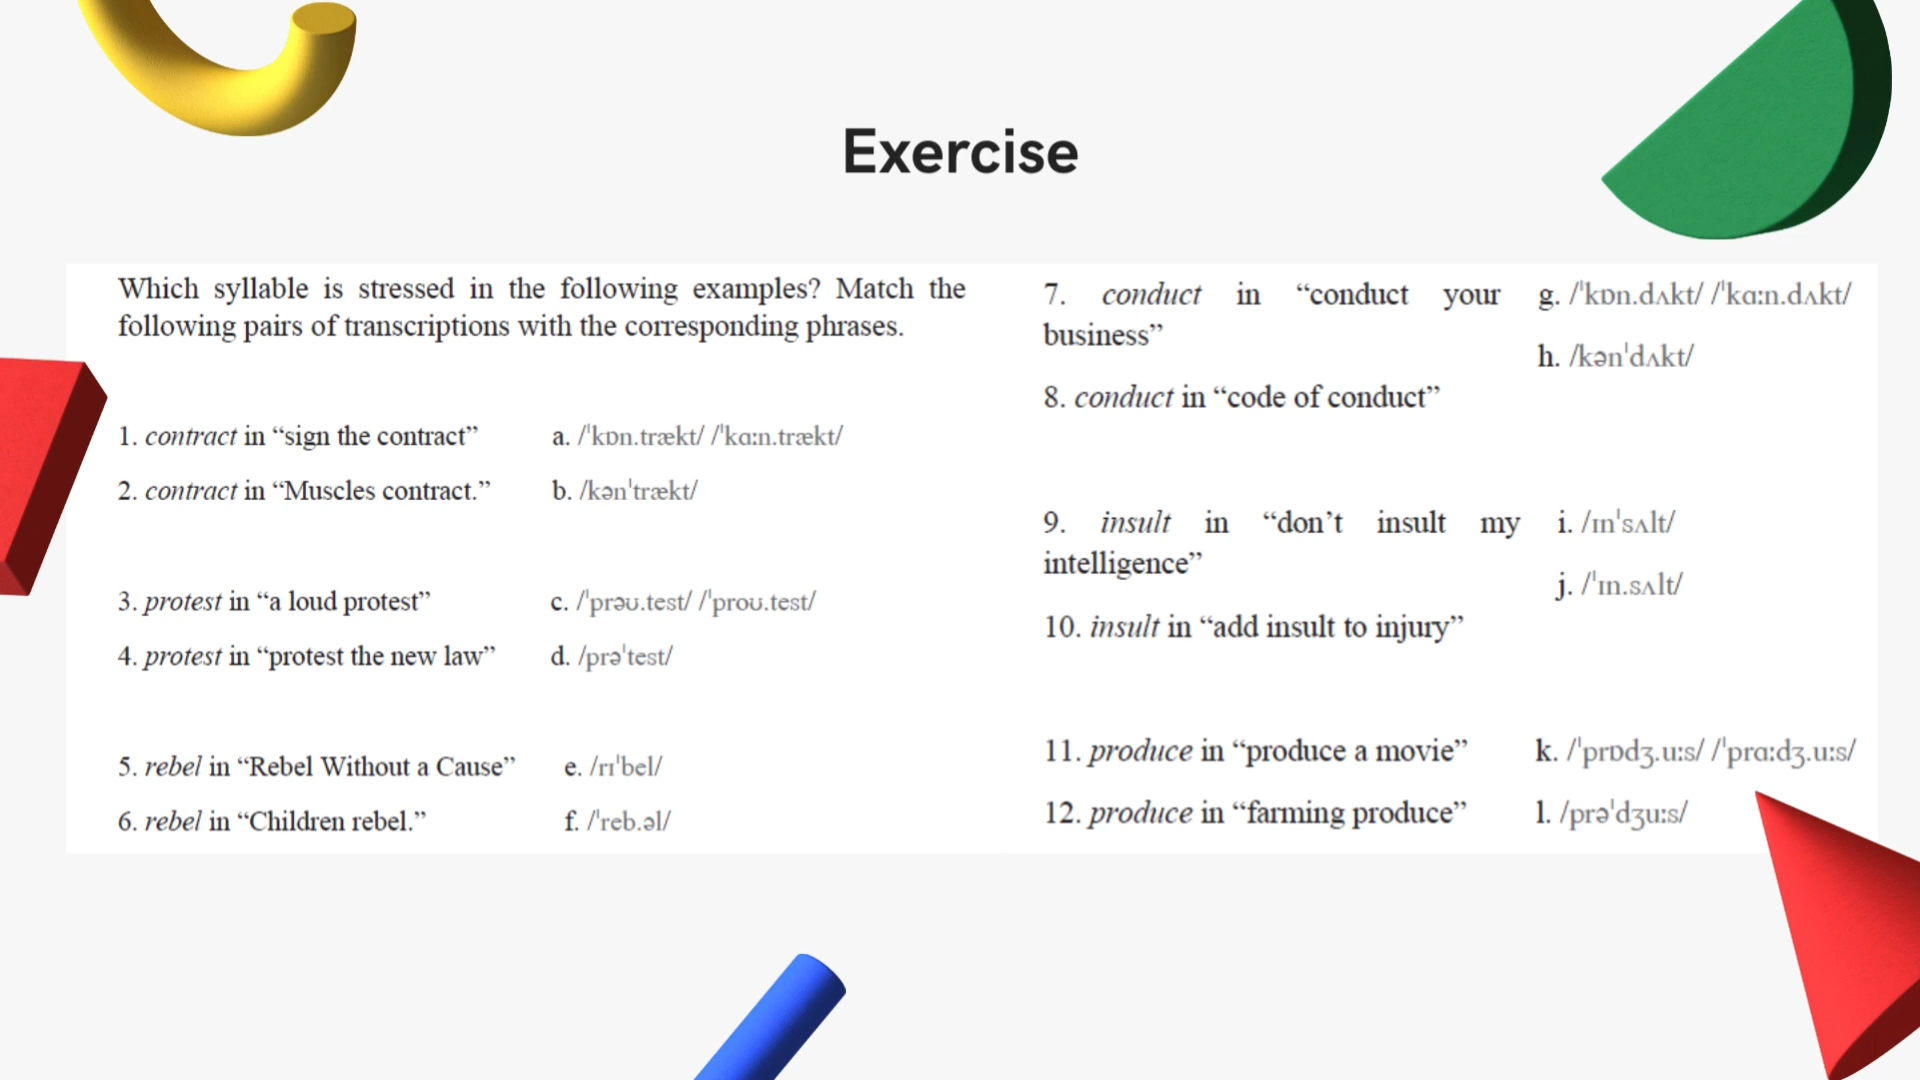 Exercise
Which syllable is stressed in the following examples? Match the
following pairs of transcriptions with the corresponding phrases.
1. contract in “sign the contract” a. /ˈkɒn.trækt/ /ˈkɑːn.trækt/
2. contract in “Muscles contract.” b. /kənˈtrækt/
3. protest in “a loud protest” c. /ˈprəʊ.test/ /ˈproʊ.test/
4. protest in “protest the new law” d. /prəˈtest/
5. rebel in “Rebel Without a Cause” e. /rɪˈbel/
6. rebel in “Children rebel.” f. /ˈreb.əl/
7. conduct in “conduct your g. /ˈkɒn.dʌkt/ /ˈkɑːn.dʌkt/
business”
h. /kənˈdʌkt/
8. conduct in “code of conduct”
9. insult in “don’t insult my i. /ɪnˈsʌlt/
intelligence”
j. /ˈɪn.sʌlt/
10. insult in “add insult to injury”
11. produce in “produce a movie” k. /ˈprɒdʒ.uːs/ /ˈprɑːdʒ.uːs/
12. produce in “farming produce” l. /prəˈdʒuːs/